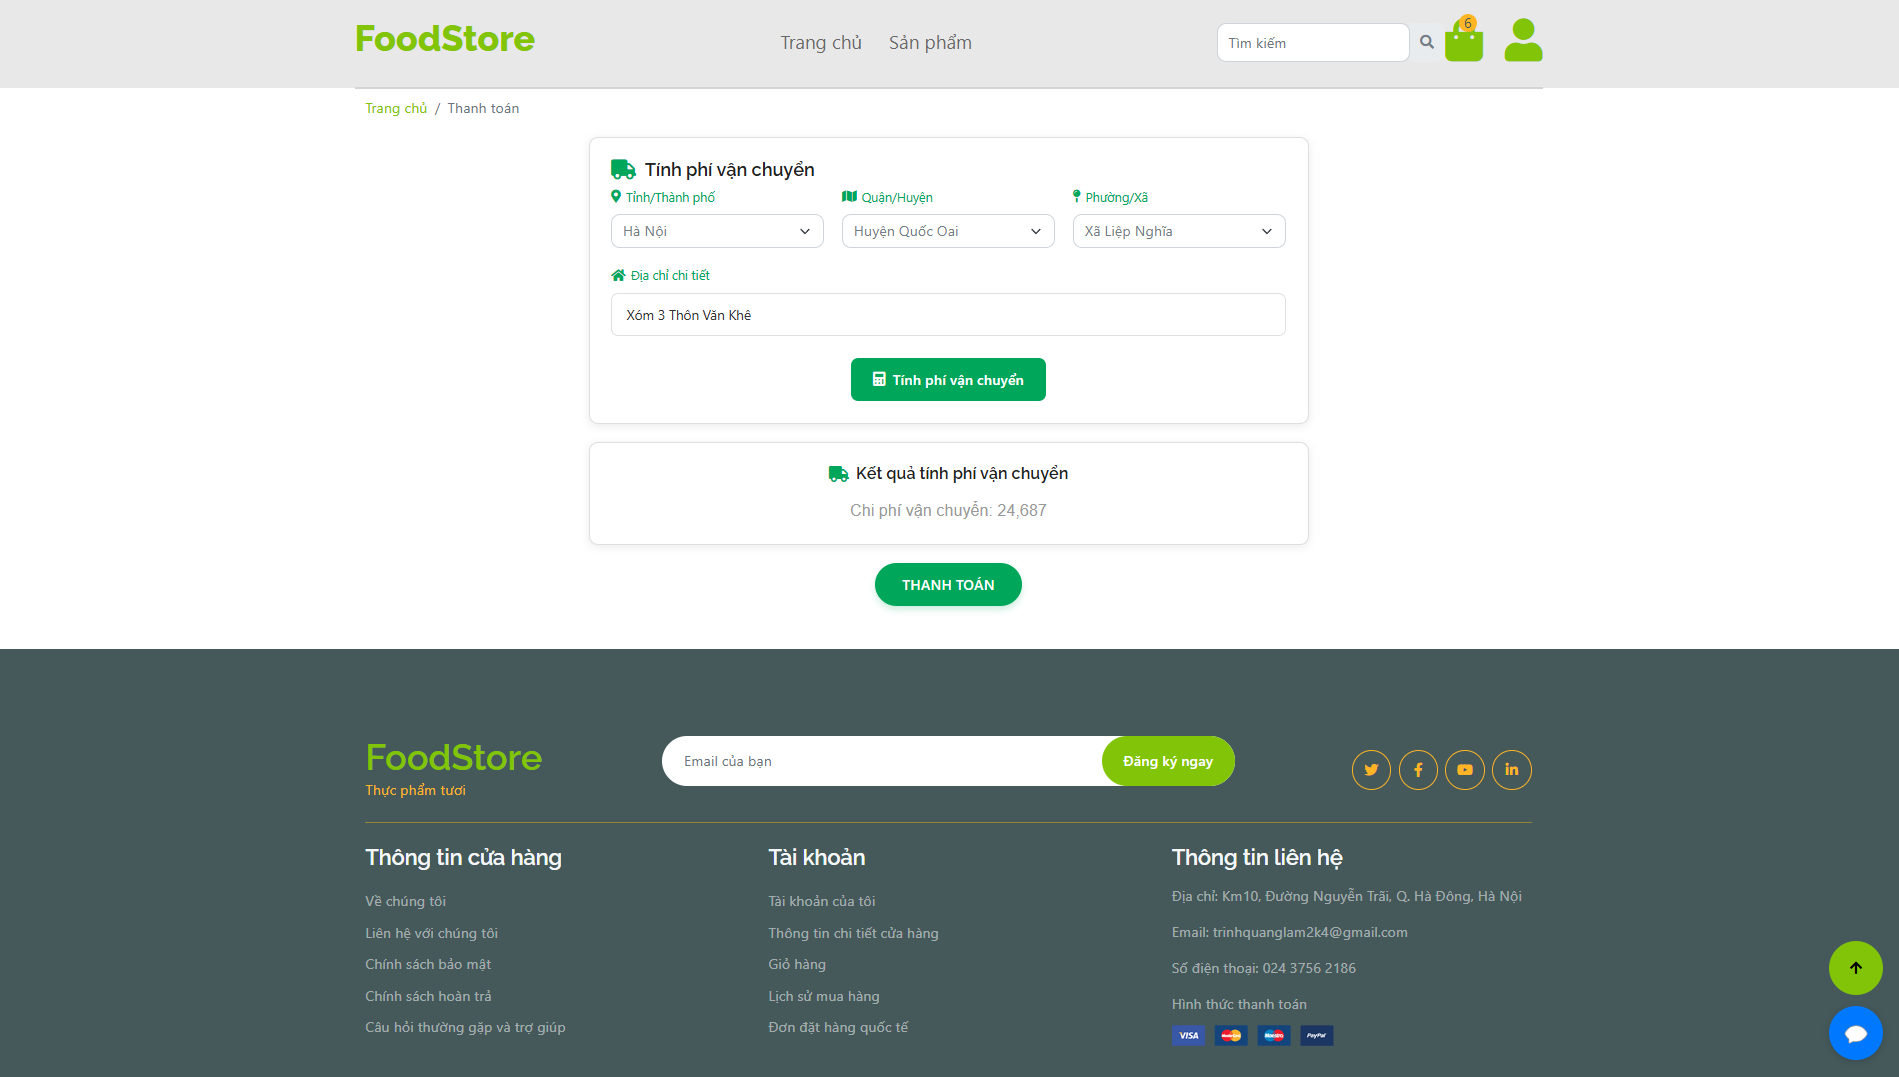 FoodStore
Trang chủ
Sản phẩm
Tìm kiếm
6
Trang chủ / Thanh toán
Tính phí vận chuyển
Tỉnh/Thành phố
Quận/Huyện
Phường/Xã
Hà Nội
Huyện Quốc Oai
Xã Liệp Nghĩa
Địa chỉ chi tiết
Xóm 3 Thôn Văn Khê
Tính phí vận chuyển
Kết quả tính phí vận chuyển
Chi phí vận chuyễn: 24,687
THANH TOÁN
FoodStore
Thực phẩm tươi
Email của bạn
Đăng ký ngay
Thông tin cửa hàng
Về chúng tôi
Liên hệ với chúng tôi
Chính sách bảo mật
Chính sách hoàn trả
Câu hỏi thường gặp và trợ giúp
Tài khoản
Tài khoản của tôi
Thông tin chi tiết cửa hàng
Giỏ hàng
Lịch sử mua hàng
Đơn đặt hàng quốc tế
Thông tin liên hệ
Địa chỉ: Km10, Đường Nguyễn Trãi, Q. Hà Đông, Hà Nội
Email: trinhquanglam2k4@gmail.com
Số điện thoại: 024 3756 2186
Hình thức thanh toán
VISA
MasterCard
Maestro
PayPal